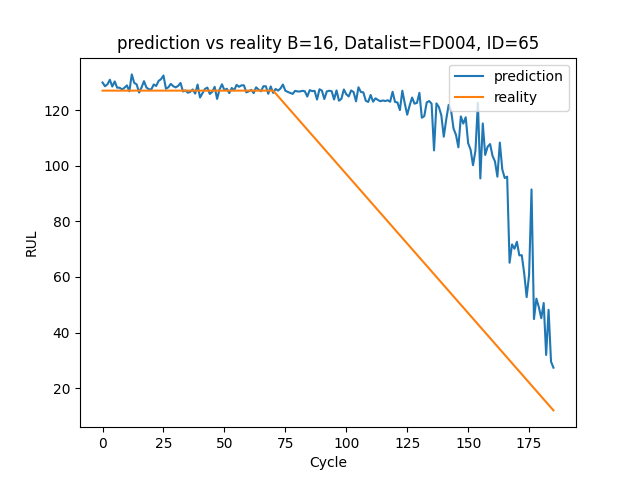 prediction vs reality B=16, Datalist=FD004, ID=65
prediction
reality
RUL
120
100
80
60
40
20
0 25 50 75 100 125 150 175
Cycle